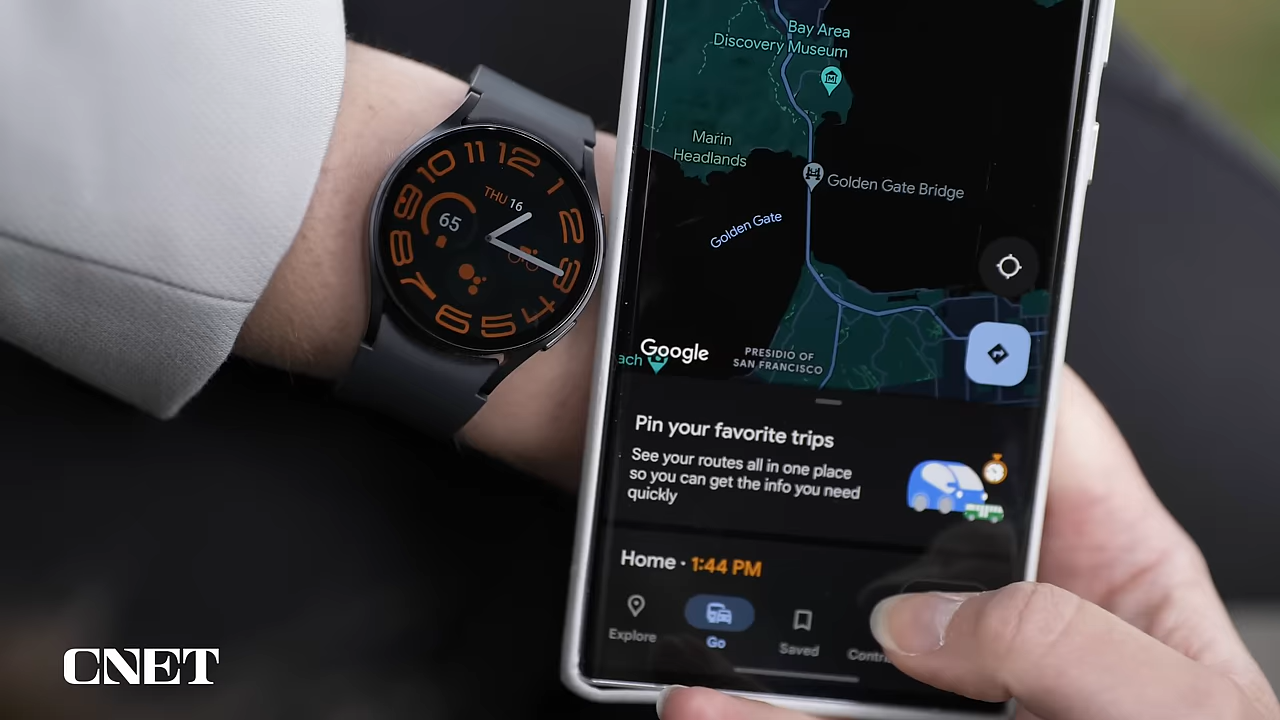 10 11 12 1
9 THU 16 2
65
8 3
7 6 5 4
Bay Area
Discovery Museum
Marin
Headlands
Golden Gate Bridge
Golden Gate
Google
ach
PRESIDIO OF
SAN FRANCISCO
Pin your favorite trips
See your routes all in one place
so you can get the info you need
quickly
Home · 1:44 PM
Explore
Go
Saved
Contri
CNET